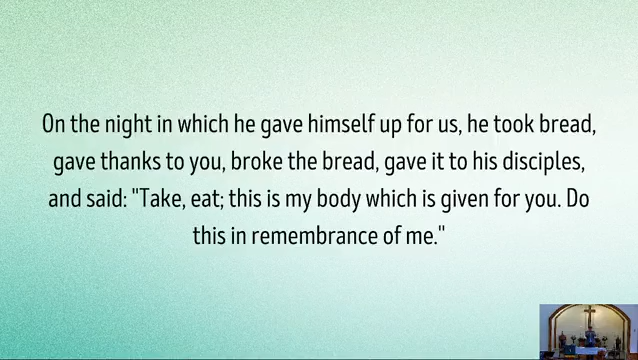 On the night in which he gave himself up for us, he took bread,
gave thanks to you, broke the bread, gave it to his disciples,
and said: "Take, eat; this is my body which is given for you. Do
this in remembrance of me."